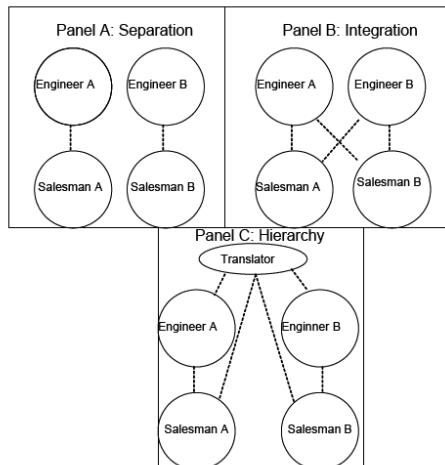 Panel A: Separation
Engineer A
Engineer B
Salesman A
Salesman B
Panel B: Integration
Engineer A
Engineer B
Salesman A
Salesman B
Panel C: Hierarchy
Translator
Engineer A
Enginner B
Salesman A
Salesman B